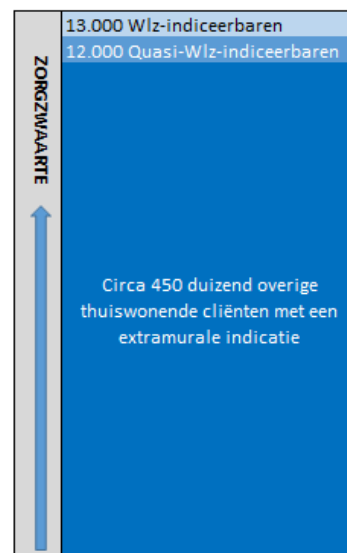 ZORGZWAARTE
13.000 Wlz-indiceerbaren
12.000 Quasi-Wlz-indiceerbaren
Circa 450 duizend overige
thuiswonende cliënten met een
extramurale indicatie